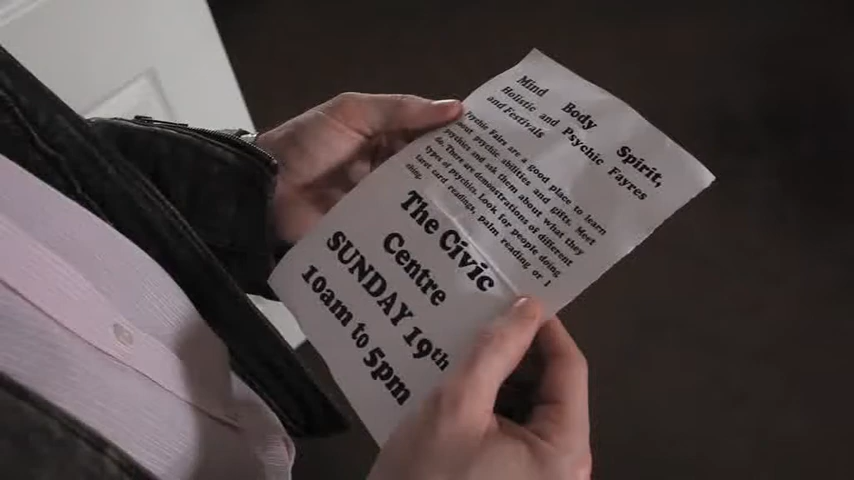 Mind Body Spirit,
Holistic and Psychic Fayres
and Festivals
Psychic Faires are a good place to learn
about psychic abilities and gifts. Meet
psychics and ask them about what they
do. There are demonstrations of different
types of psychics. Look for people doing
tarot card readings, palm reading or I
ching.
The Civic
Centre
SUNDAY 19th
10am to 5pm